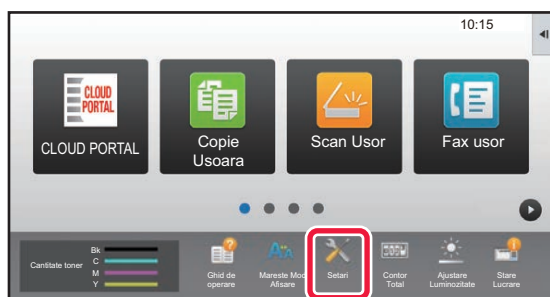 10:15
CLOUD
PORTAL
CLOUD PORTAL
Copie
Usoara
Scan Usor
Fax usor
Cantitate toner
Bk
C
M
Y
Ghid de
operare
Mareste Mod
Afisare
Setari
Contor
Total
Ajustare
Luminozitate
Stare
Lucrare